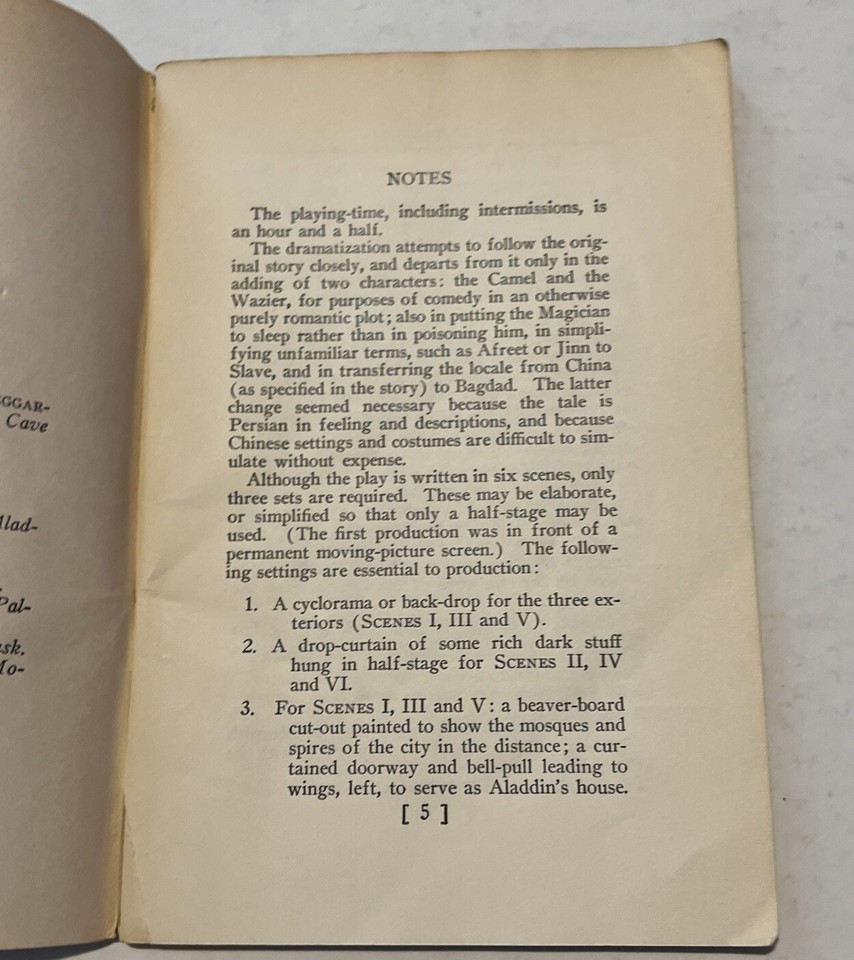 GGAR-
Cave
lad-
Pal-
sk.
Mo-
NOTES
The playing-time, including intermissions, is
an hour and a half.
The dramatization attempts to follow the orig-
inal story closely, and departs from it only in the
adding of two characters: the Camel and the
Wazier, for purposes of comedy in an otherwise
purely romantic plot; also in putting the Magician
to sleep rather than in poisoning him, in simpli-
fying unfamiliar terms, such as Afreet or Jinn to
Slave, and in transferring the locale from China
(as specified in the story) to Bagdad. The latter
change seemed necessary because the tale is
Persian in feeling and descriptions, and because
Chinese settings and costumes are difficult to sim-
ulate without expense.
Although the play is written in six scenes, only
three sets are required. These may be elaborate,
or simplified so that only a half-stage may be
used. (The first production was in front of a
permanent moving-picture screen.) The follow-
ing settings are essential to production:
1. A cyclorama or back-drop for the three ex-
teriors (SCENES I, III and V).
2. A drop-curtain of some rich dark stuff
hung in half-stage for SCENES II, IV
and VI.
3. For SCENES I, III and V: a beaver-board
cut-out painted to show the mosques and
spires of the city in the distance; a cur-
tained doorway and bell-pull leading to
wings, left, to serve as Aladdin's house.
[ 5 ]